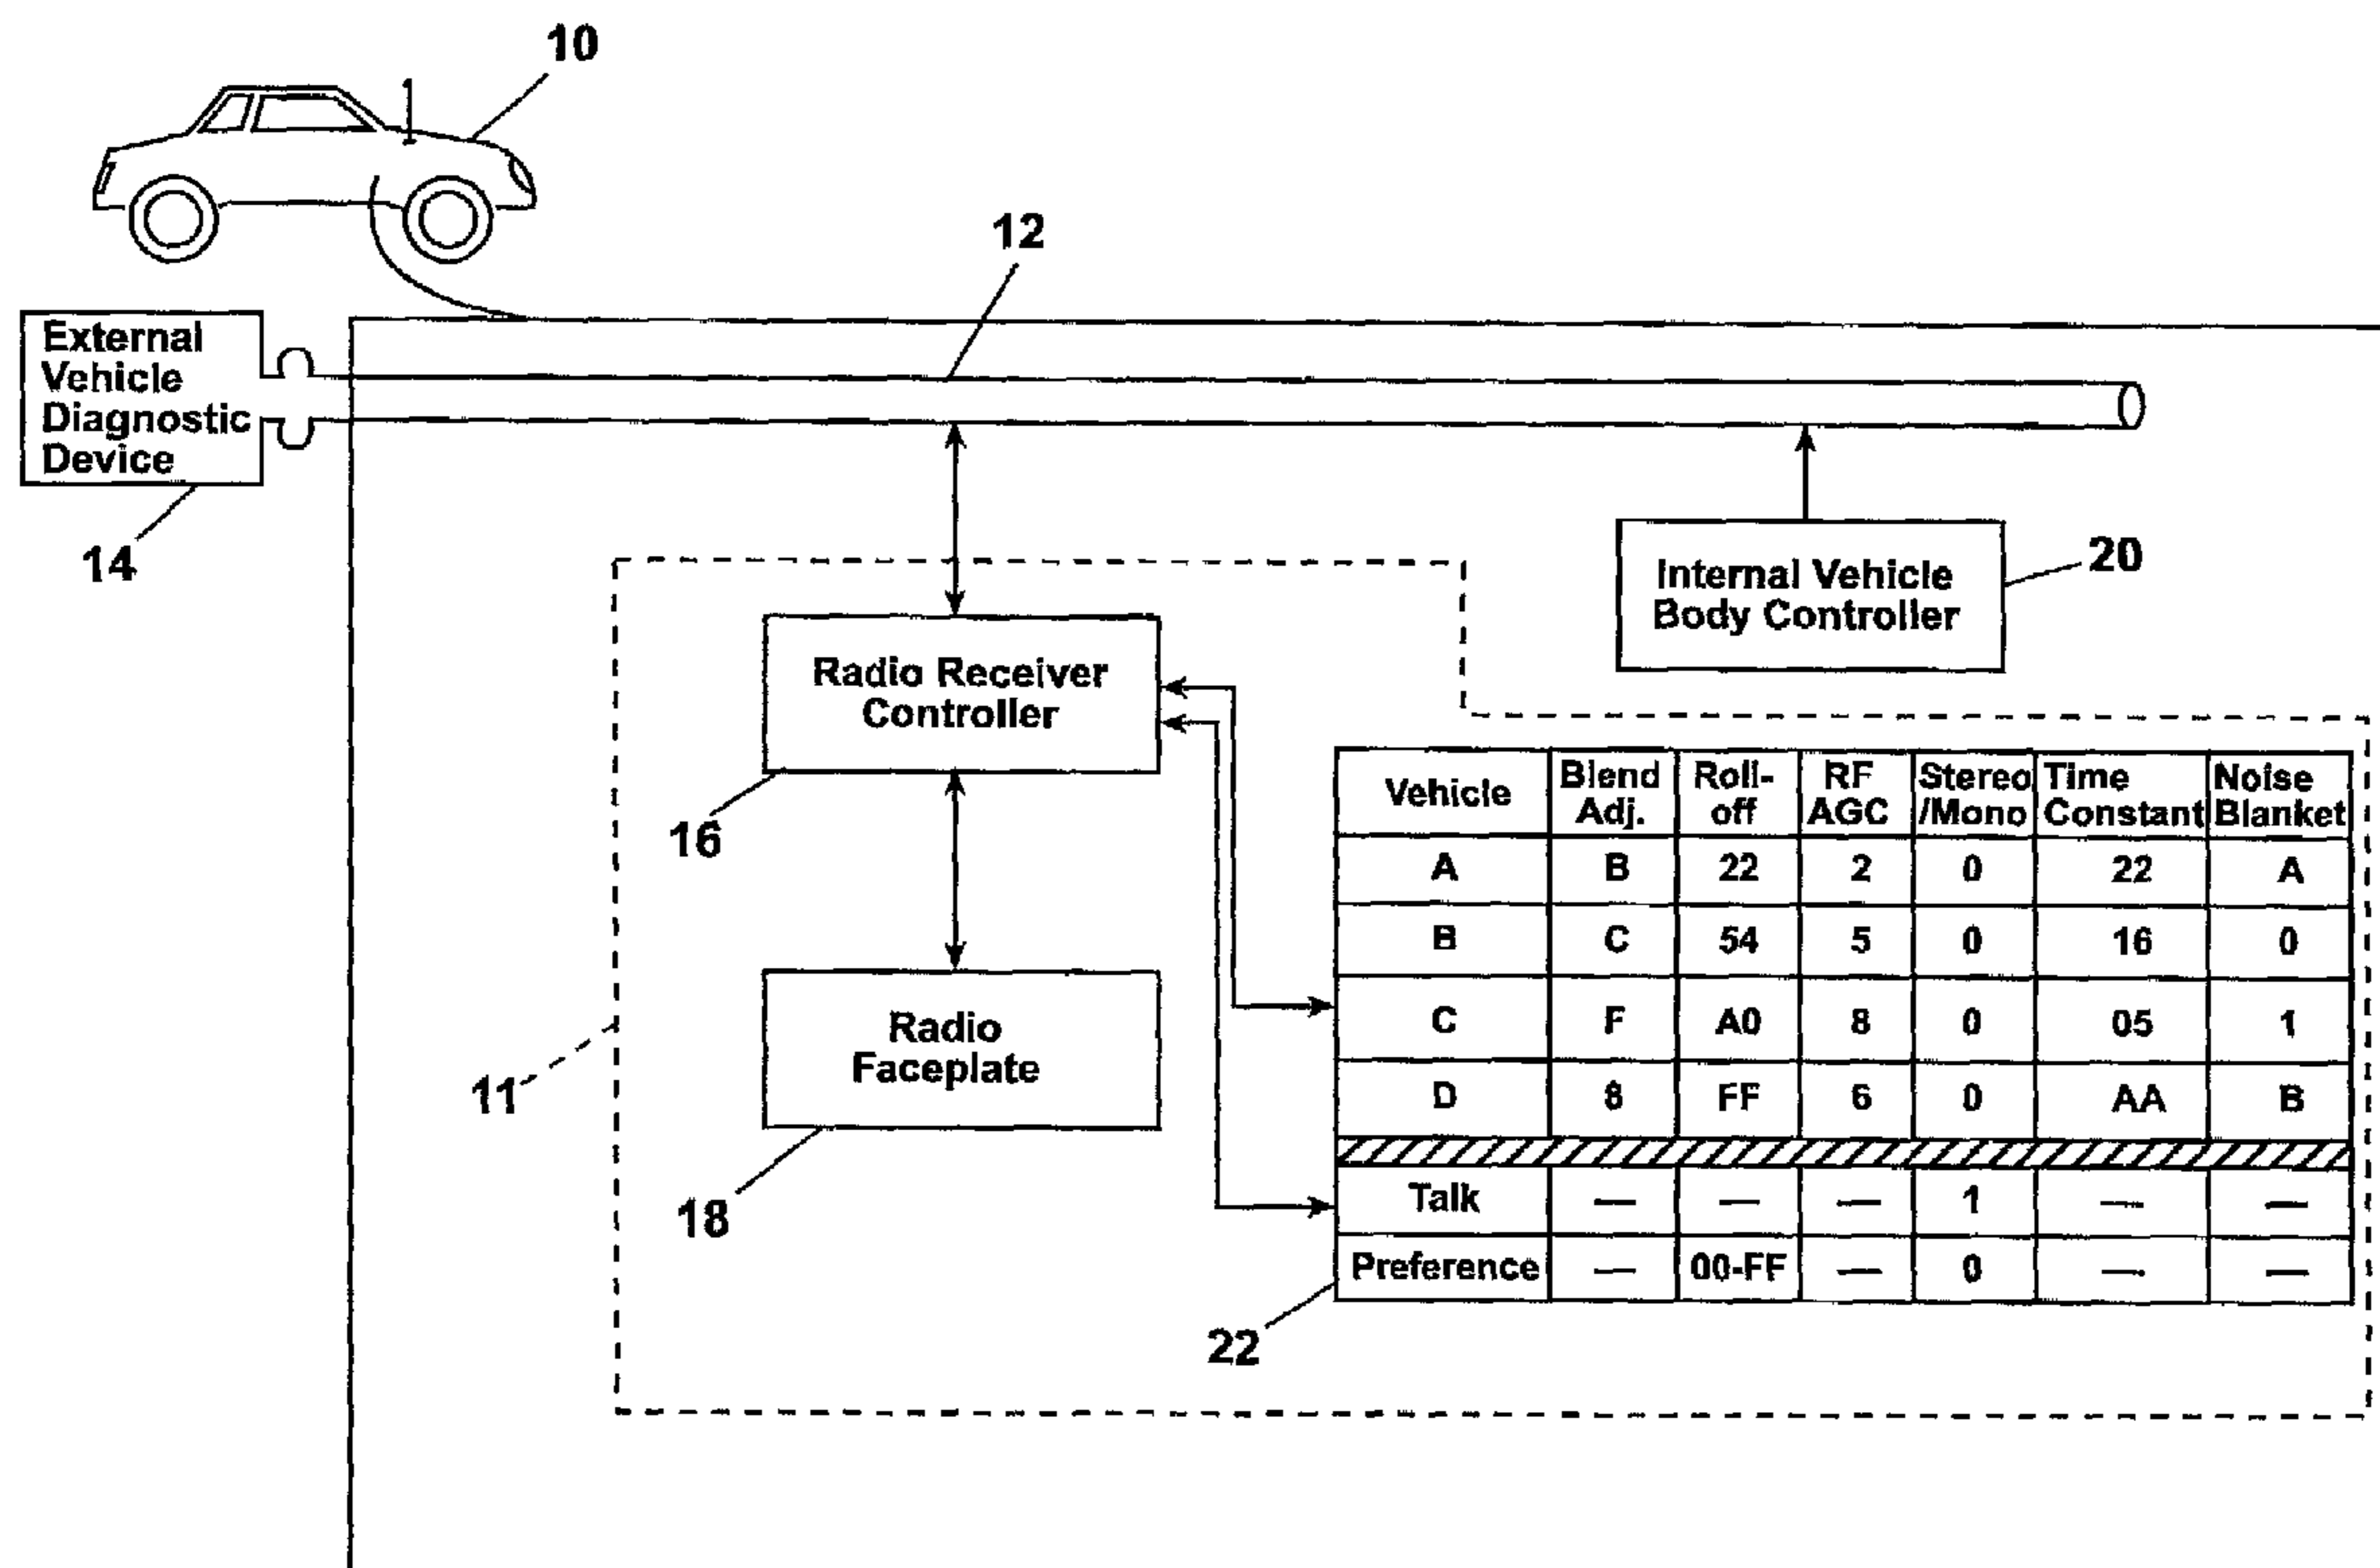 10
12
External
Vehicle
Diagnostic
Device
14
Internal Vehicle
Body Controller
20
Radio Receiver
Controller
16
Radio
Faceplate
18
11
Vehicle Blend Adj. Roll-off RF AGC Stereo/Mono Time Constant Noise Blanket
A B 22 2 0 22 A
B C 54 5 0 16 0
C F A0 8 0 05 1
D 8 FF 6 0 AA B
Talk — — — 1 — —
Preference — 00-FF — 0 — —
22